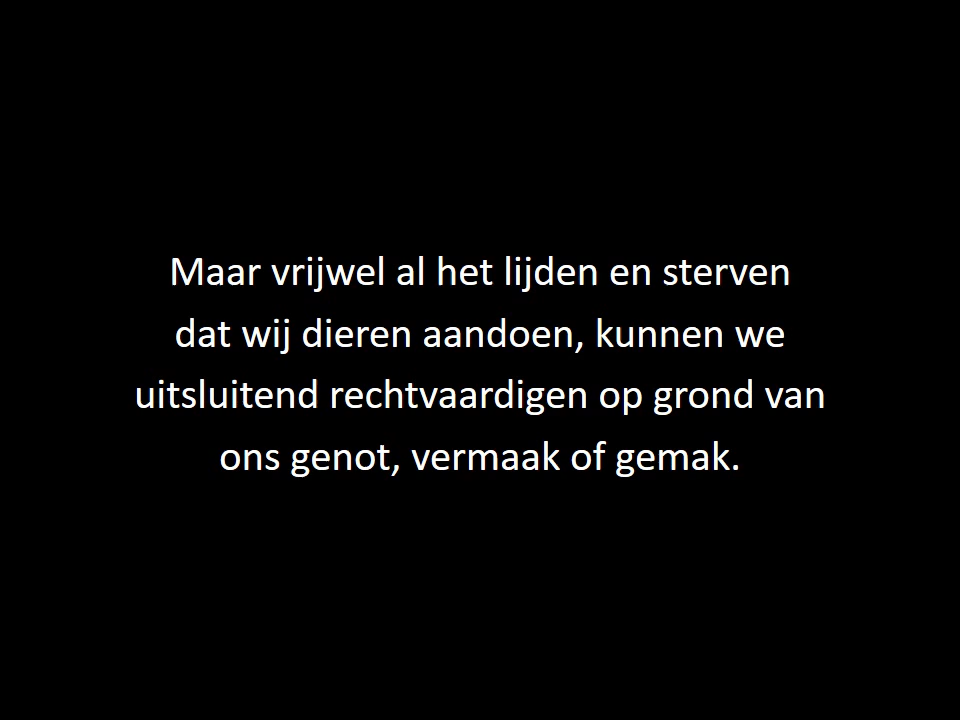 Maar vrijwel al het lijden en sterven
dat wij dieren aandoen, kunnen we
uitsluitend rechtvaardigen op grond van
ons genot, vermaak of gemak.